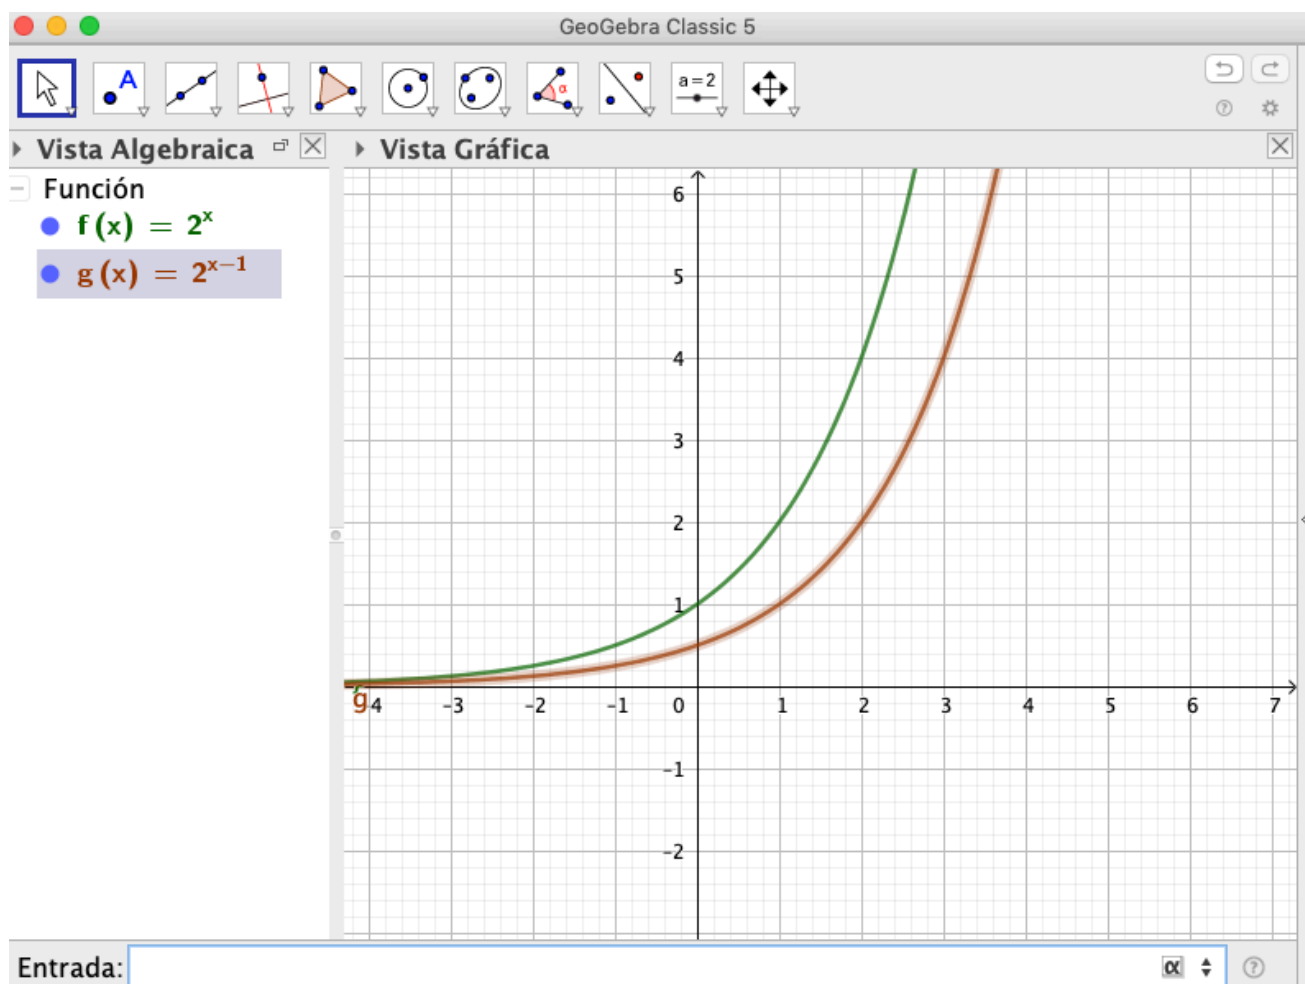 GeoGebra Classic 5
A
α
a=2
Vista Algebraica
Vista Gráfica
Función
f(x) = 2^x
g(x) = 2^{x−1}
6
5
4
3
2
1
g
-4 -3 -2 -1 0 1 2 3 4 5 6 7
-1
-2
Entrada:
α